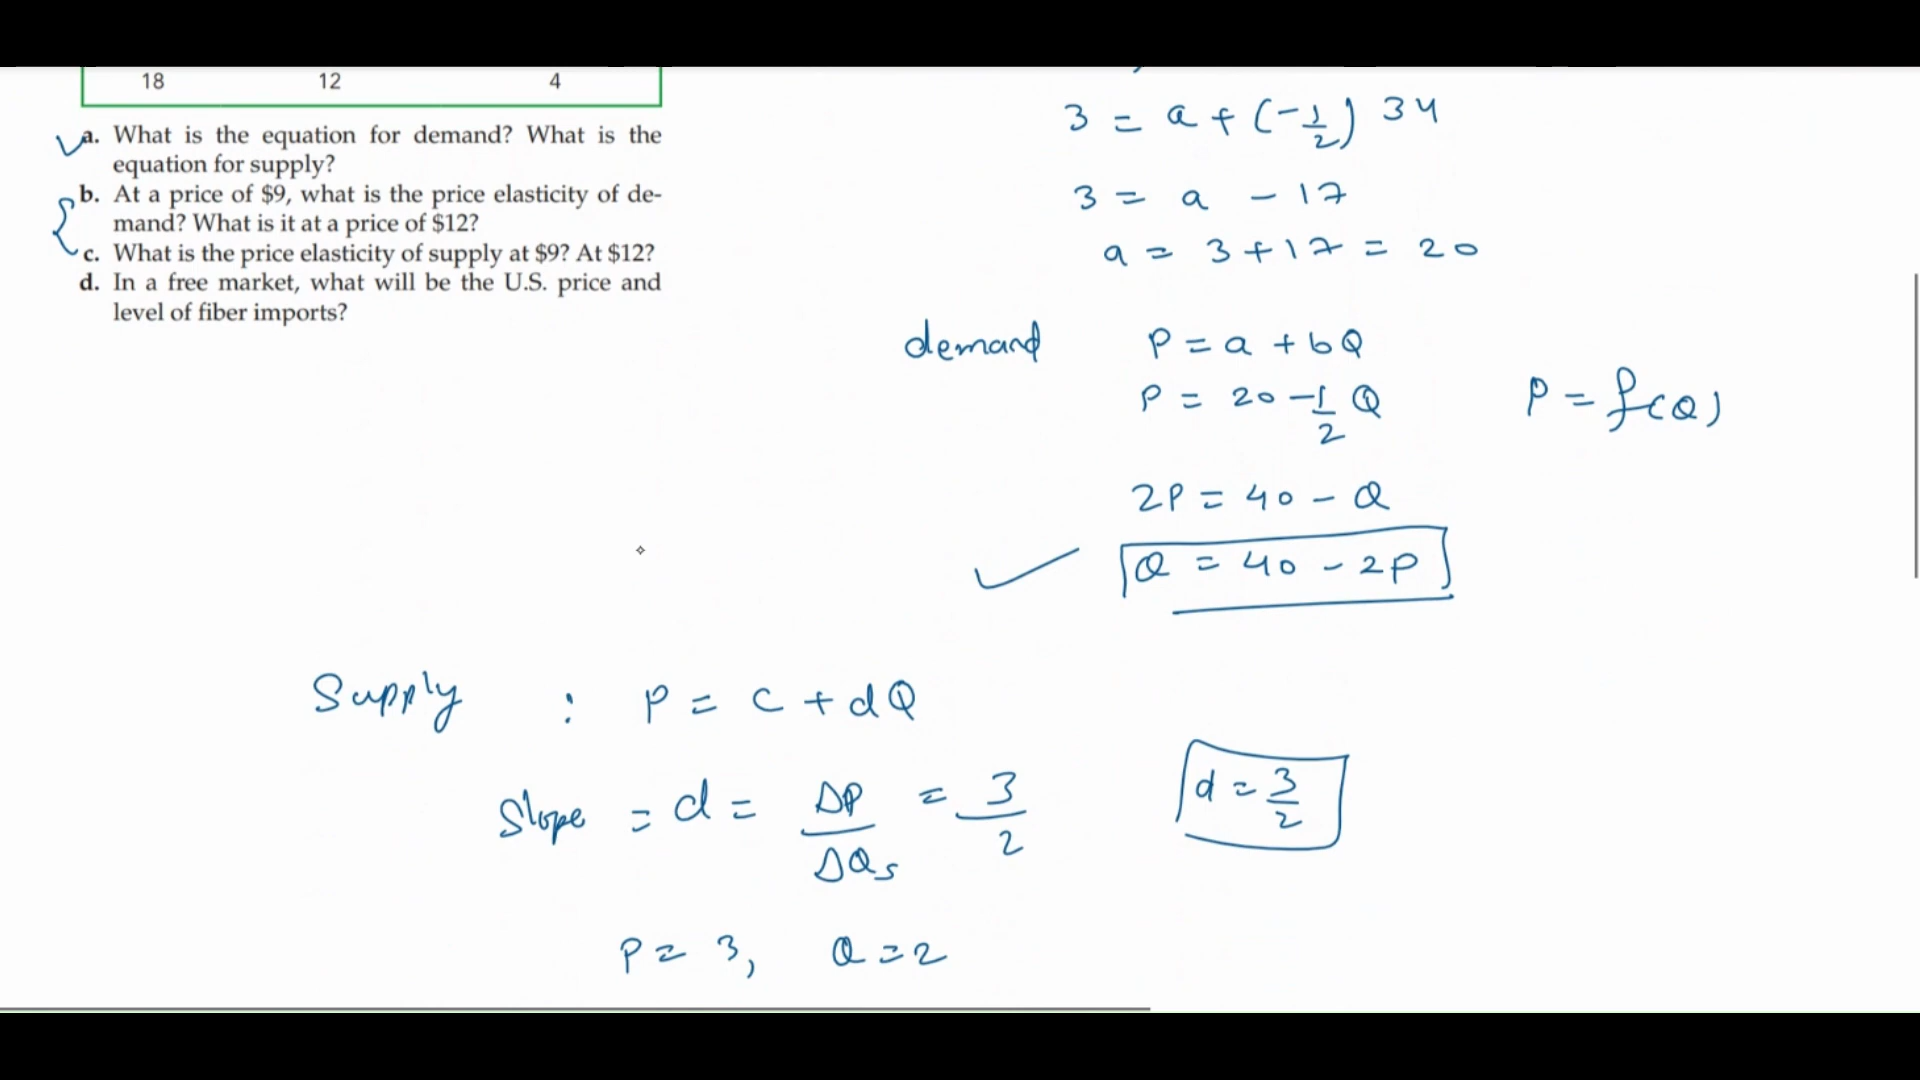 18 12 4
a. What is the equation for demand? What is the
equation for supply?
b. At a price of $9, what is the price elasticity of de-
mand? What is it at a price of $12?
c. What is the price elasticity of supply at $9? At $12?
d. In a free market, what will be the U.S. price and
level of fiber imports?
3 = a + (-1/2) 34
3 = a - 17
a = 3 + 17 = 20
demand P = a + bQ
P = 20 - 1/2 Q P = f(Q)
2P = 40 - Q
Q = 40 - 2P
Supply : P = c + dQ
Slope = d = ΔP/ΔQs = 3/2 d = 3/2
P = 3, Q = 2